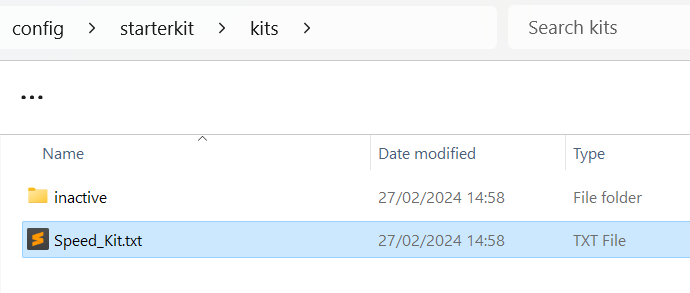 config > starterkit > kits > Search kits
...
Name Date modified Type
inactive 27/02/2024 14:58 File folder
Speed_Kit.txt 27/02/2024 14:58 TXT File